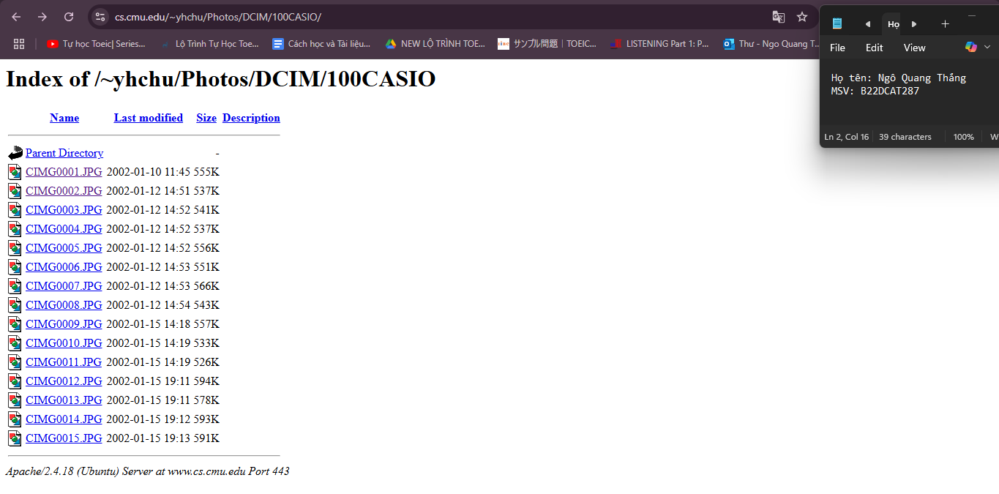 cs.cmu.edu/~yhchu/Photos/DCIM/100CASIO/
Tự học Toeic| Series...
Lộ Trình Tự Học Toe...
Cách học và Tài liệu...
NEW LỘ TRÌNH TOE...
サンプル問題｜TOEIC...
LISTENING Part 1: P...
Thư - Ngo Quang T...
Họ
File Edit View
Họ tên: Ngô Quang Thắng
MSV: B22DCAT287
Ln 2, Col 16 39 characters 100% W
Index of /~yhchu/Photos/DCIM/100CASIO
Name Last modified Size Description
Parent Directory -
CIMG0001.JPG 2002-01-10 11:45 555K
CIMG0002.JPG 2002-01-12 14:51 537K
CIMG0003.JPG 2002-01-12 14:52 541K
CIMG0004.JPG 2002-01-12 14:52 537K
CIMG0005.JPG 2002-01-12 14:52 556K
CIMG0006.JPG 2002-01-12 14:53 551K
CIMG0007.JPG 2002-01-12 14:53 566K
CIMG0008.JPG 2002-01-12 14:54 543K
CIMG0009.JPG 2002-01-15 14:18 557K
CIMG0010.JPG 2002-01-15 14:19 533K
CIMG0011.JPG 2002-01-15 14:19 526K
CIMG0012.JPG 2002-01-15 19:11 594K
CIMG0013.JPG 2002-01-15 19:11 578K
CIMG0014.JPG 2002-01-15 19:12 593K
CIMG0015.JPG 2002-01-15 19:13 591K
Apache/2.4.18 (Ubuntu) Server at www.cs.cmu.edu Port 443